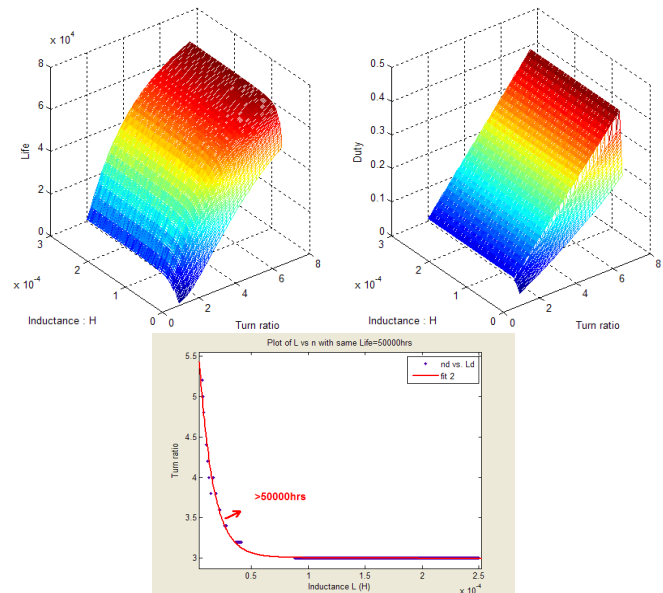 x 10^4
8
6
4
2
0
Life
3
2
1
0
x 10^-4
Inductance : H
0
2
4
6
8
Turn ratio
0.5
0.4
0.3
0.2
0.1
0
Duty
3
2
1
0
x 10^-4
Inductance : H
0
2
4
6
8
Turn ratio
Plot of L vs n with same Life=50000hrs
5.5
5
4.5
4
3.5
3
Turn ratio
nd vs. Ld
fit 2
>50000hrs
0.5
1
1.5
2
2.5
Inductance L (H)
x 10^-4